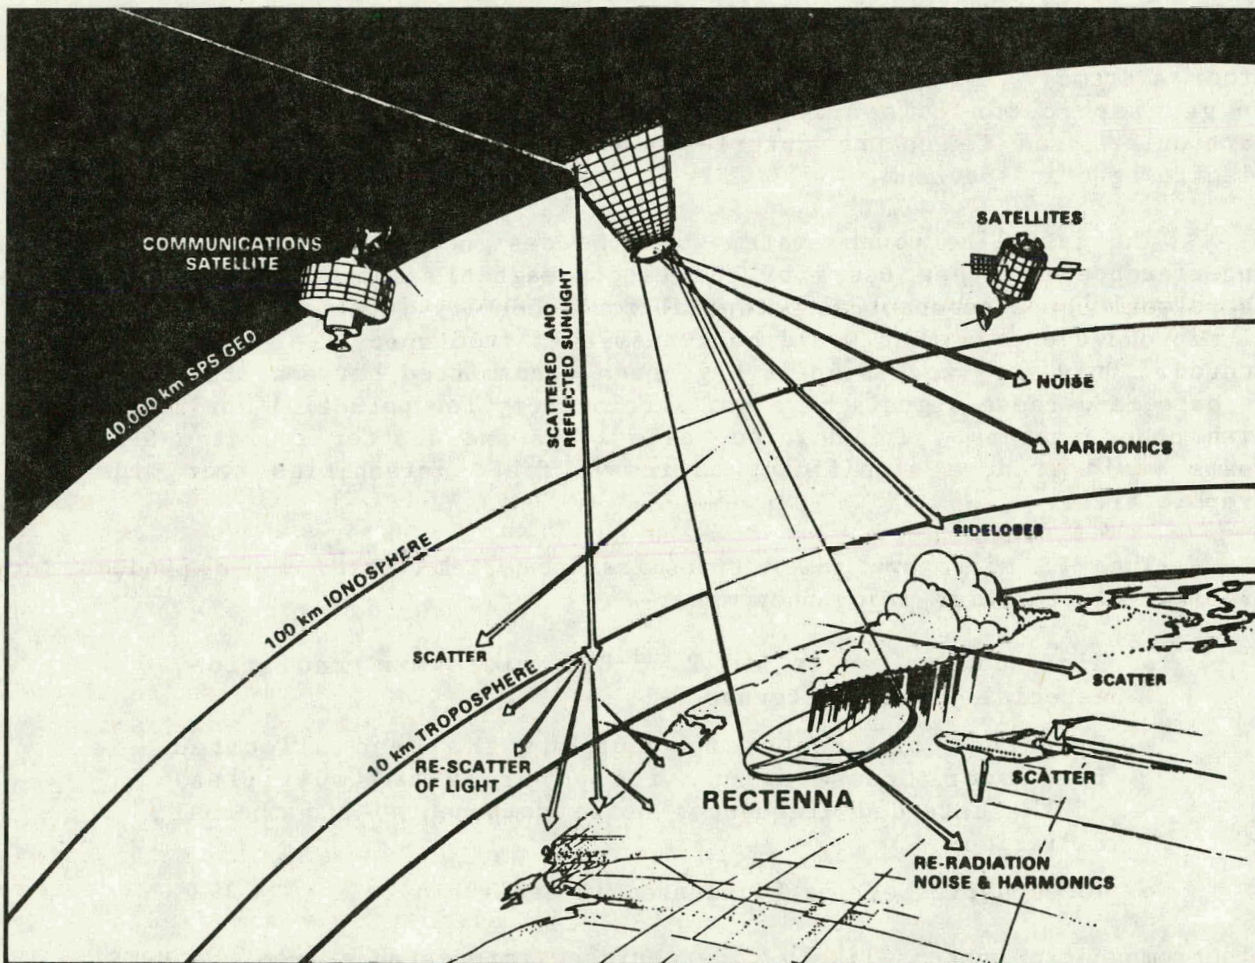 COMMUNICATIONS
SATELLITE
SATELLITES
40,000 km SPS GEO
SCATTERED AND
REFLECTED SUNLIGHT
NOISE
HARMONICS
SIDELOBES
100 km IONOSPHERE
SCATTER
10 km TROPOSPHERE
SCATTER
RE-SCATTER
OF LIGHT
SCATTER
RECTENNA
RE-RADIATION
NOISE & HARMONICS